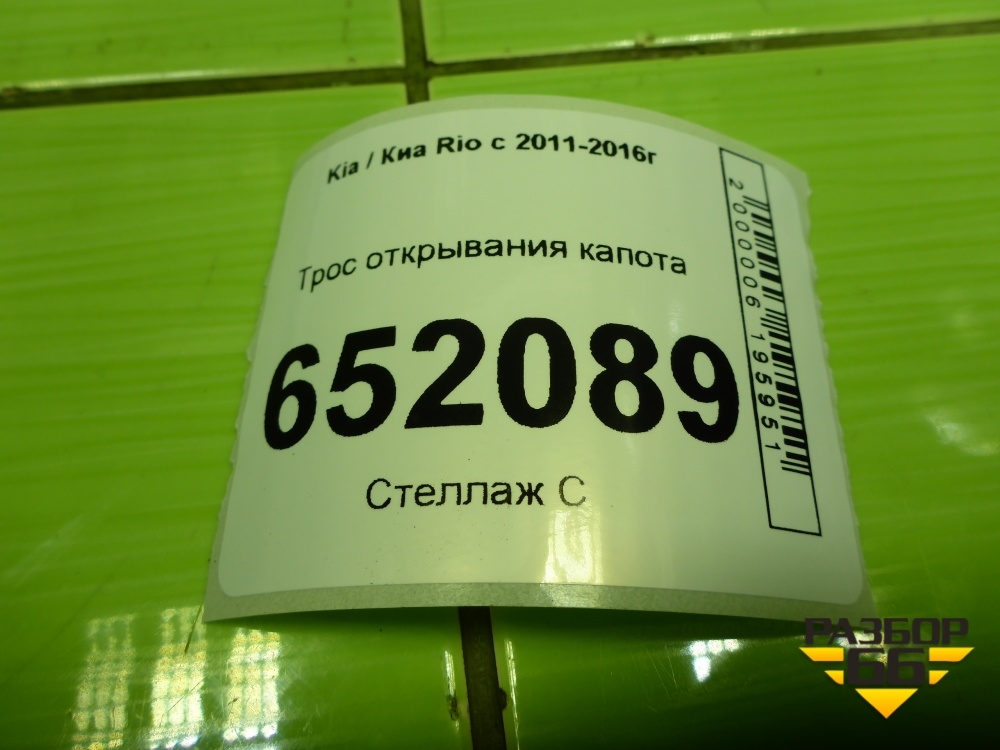 Kia / Киа Rio с 2011-2016г
Трос открывания капота
652089
Стеллаж С
2000006195951
РАЗБОР
66